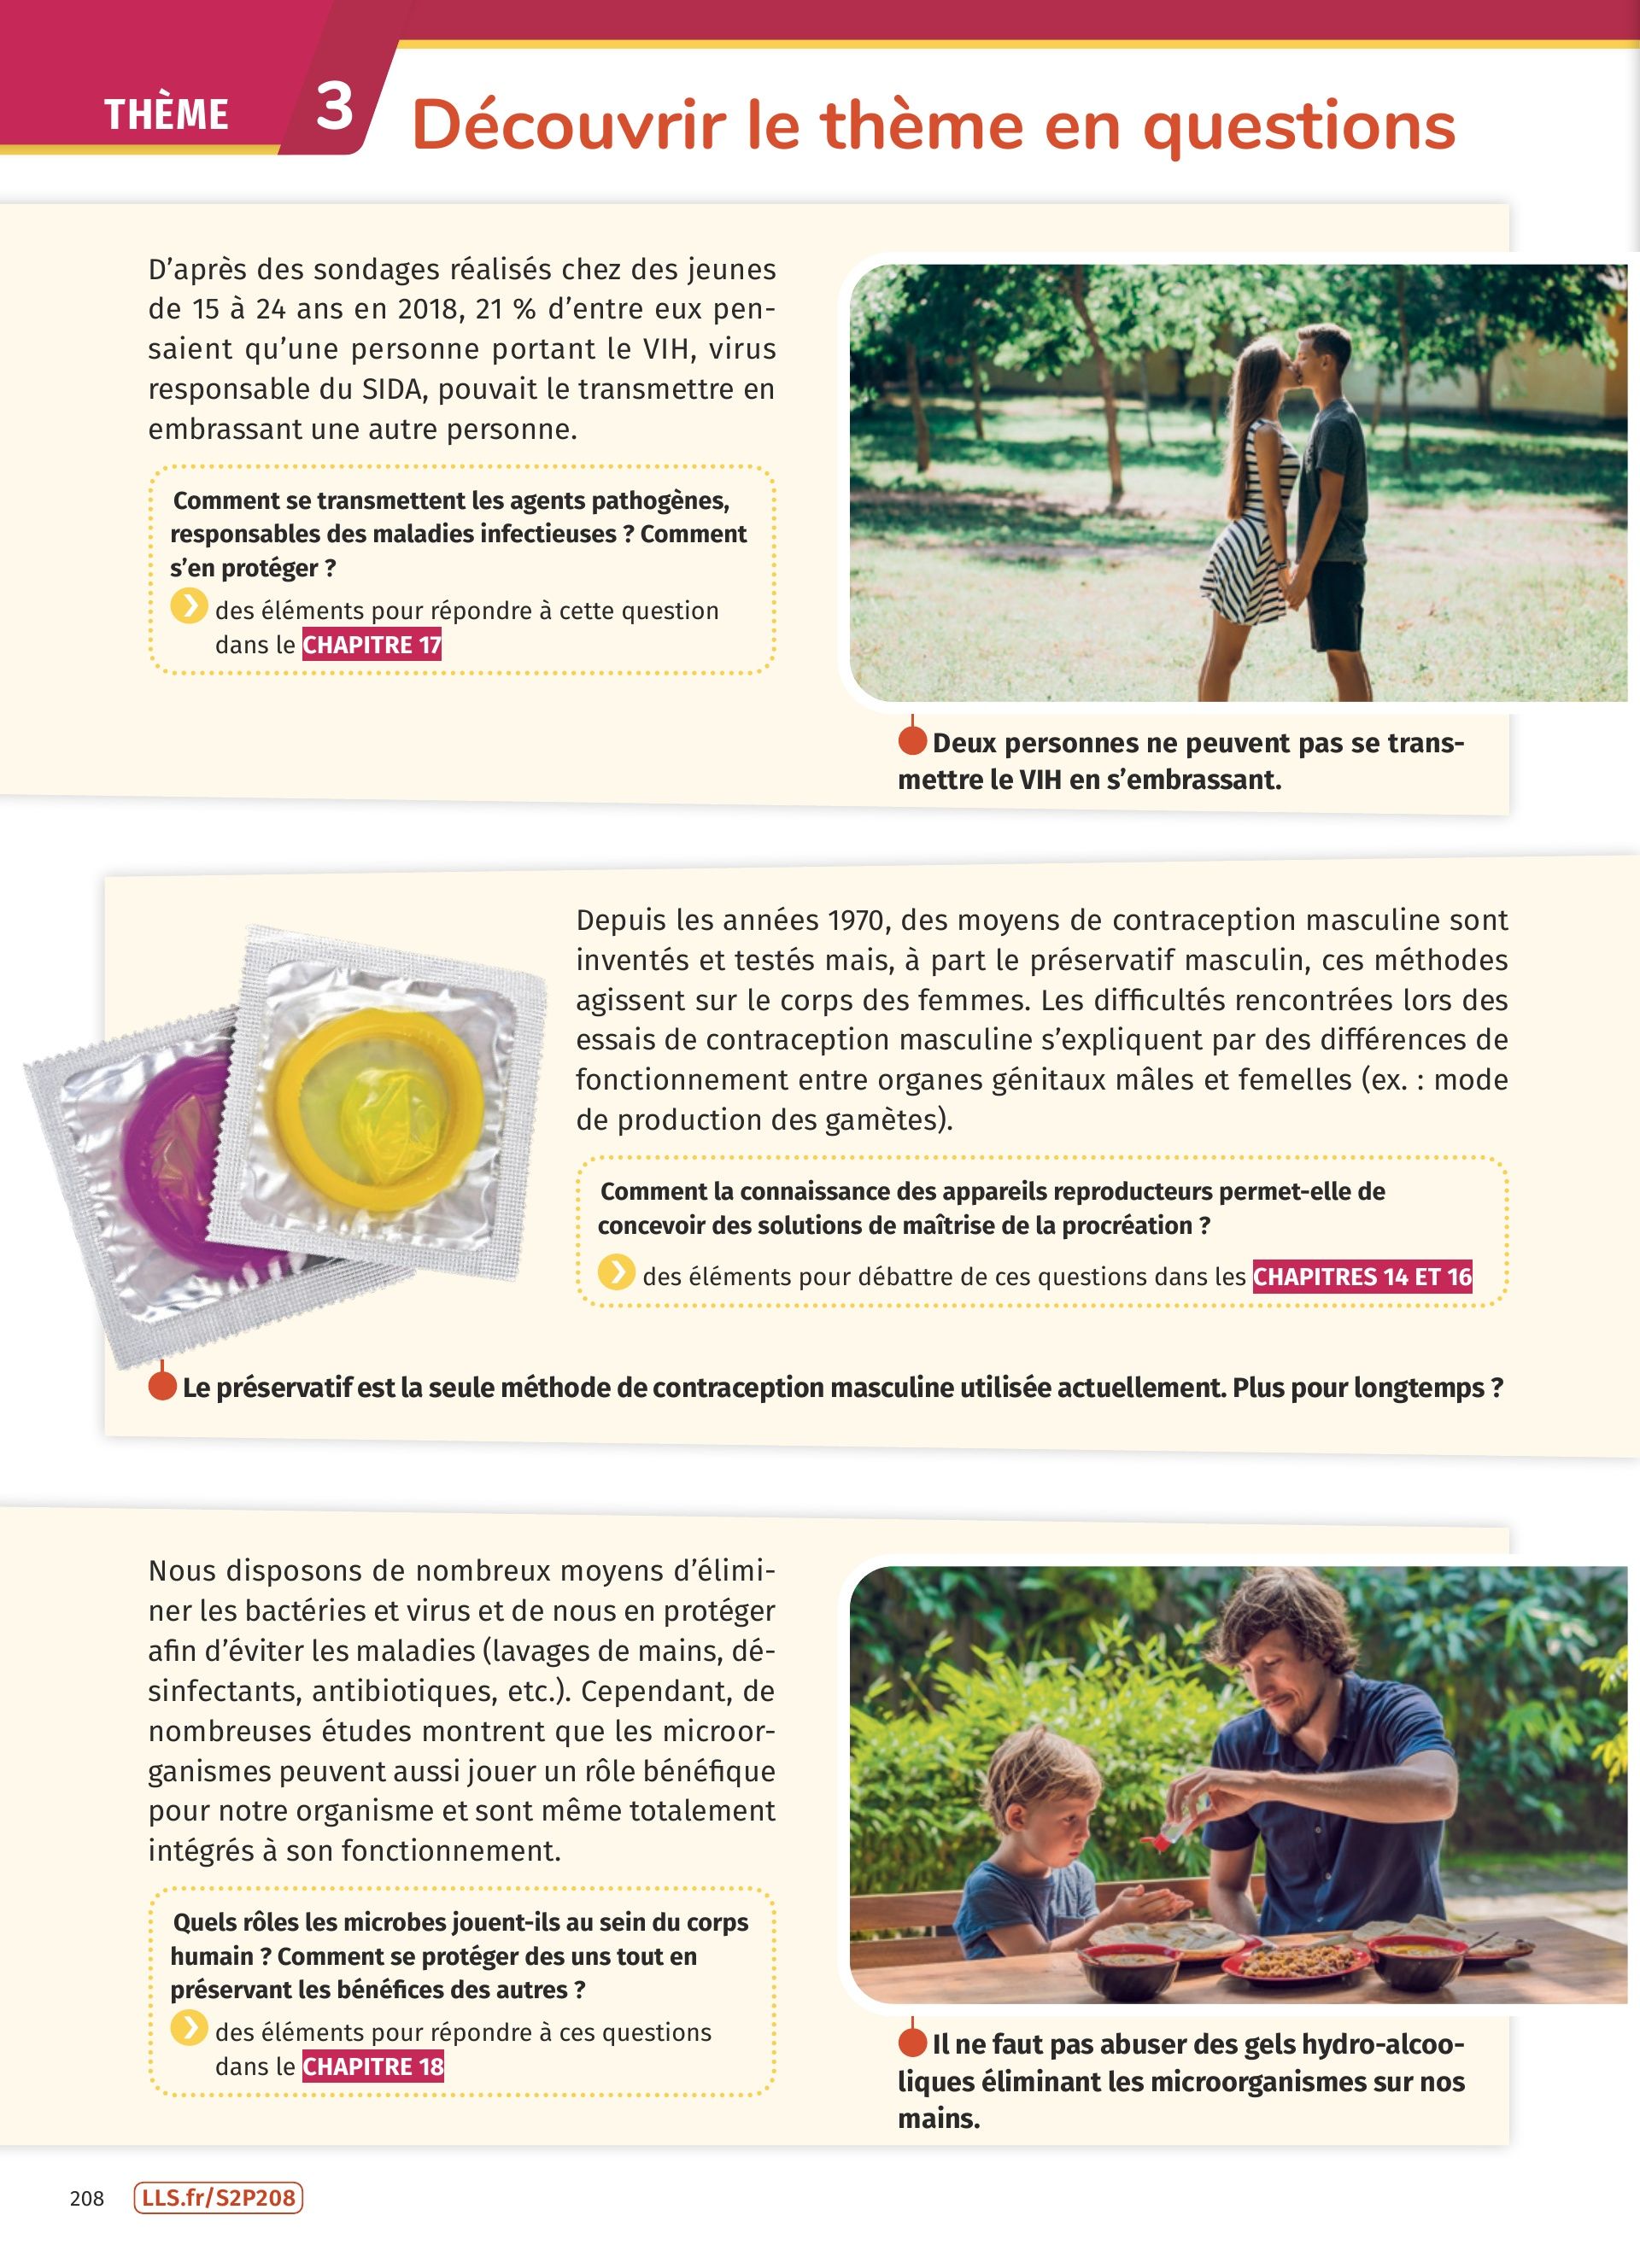 THÈME 3 Découvrir le thème en questions
D’après des sondages réalisés chez des jeunes
de 15 à 24 ans en 2018, 21 % d’entre eux pen-
saient qu’une personne portant le VIH, virus
responsable du SIDA, pouvait le transmettre en
embrassant une autre personne.
Comment se transmettent les agents pathogènes,
responsables des maladies infectieuses ? Comment
s’en protéger ?
des éléments pour répondre à cette question
dans le CHAPITRE 17
Deux personnes ne peuvent pas se trans-
mettre le VIH en s’embrassant.
Depuis les années 1970, des moyens de contraception masculine sont
inventés et testés mais, à part le préservatif masculin, ces méthodes
agissent sur le corps des femmes. Les difficultés rencontrées lors des
essais de contraception masculine s’expliquent par des différences de
fonctionnement entre organes génitaux mâles et femelles (ex. : mode
de production des gamètes).
Comment la connaissance des appareils reproducteurs permet-elle de
concevoir des solutions de maîtrise de la procréation ?
des éléments pour débattre de ces questions dans les CHAPITRES 14 ET 16
Le préservatif est la seule méthode de contraception masculine utilisée actuellement. Plus pour longtemps ?
Nous disposons de nombreux moyens d’élimi-
ner les bactéries et virus et de nous en protéger
afin d’éviter les maladies (lavages de mains, dé-
sinfectants, antibiotiques, etc.). Cependant, de
nombreuses études montrent que les microor-
ganismes peuvent aussi jouer un rôle bénéfique
pour notre organisme et sont même totalement
intégrés à son fonctionnement.
Quels rôles les microbes jouent-ils au sein du corps
humain ? Comment se protéger des uns tout en
préservant les bénéfices des autres ?
des éléments pour répondre à ces questions
dans le CHAPITRE 18
Il ne faut pas abuser des gels hydro-alcoo-
liques éliminant les microorganismes sur nos
mains.
208 LLS.fr/S2P208